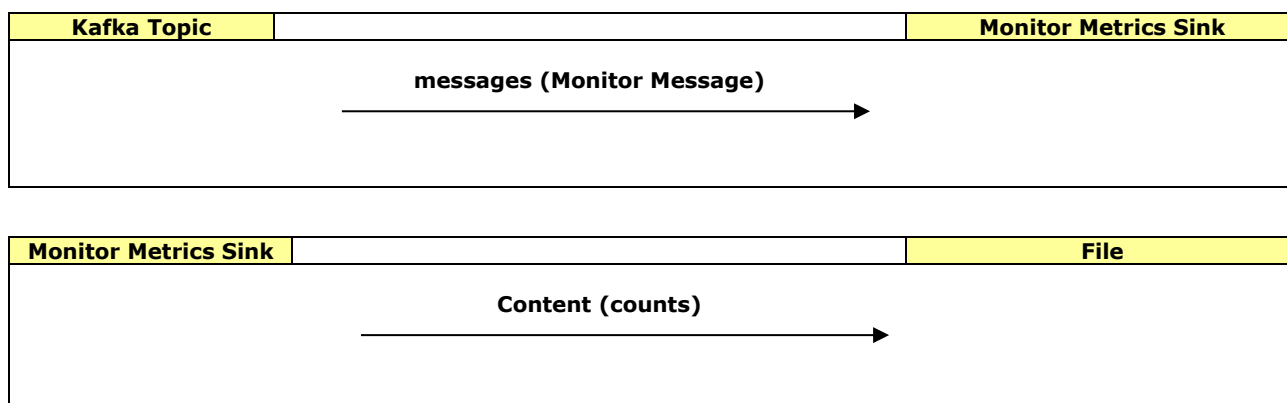 Kafka Topic
Monitor Metrics Sink
messages (Monitor Message)
Monitor Metrics Sink
File
Content (counts)